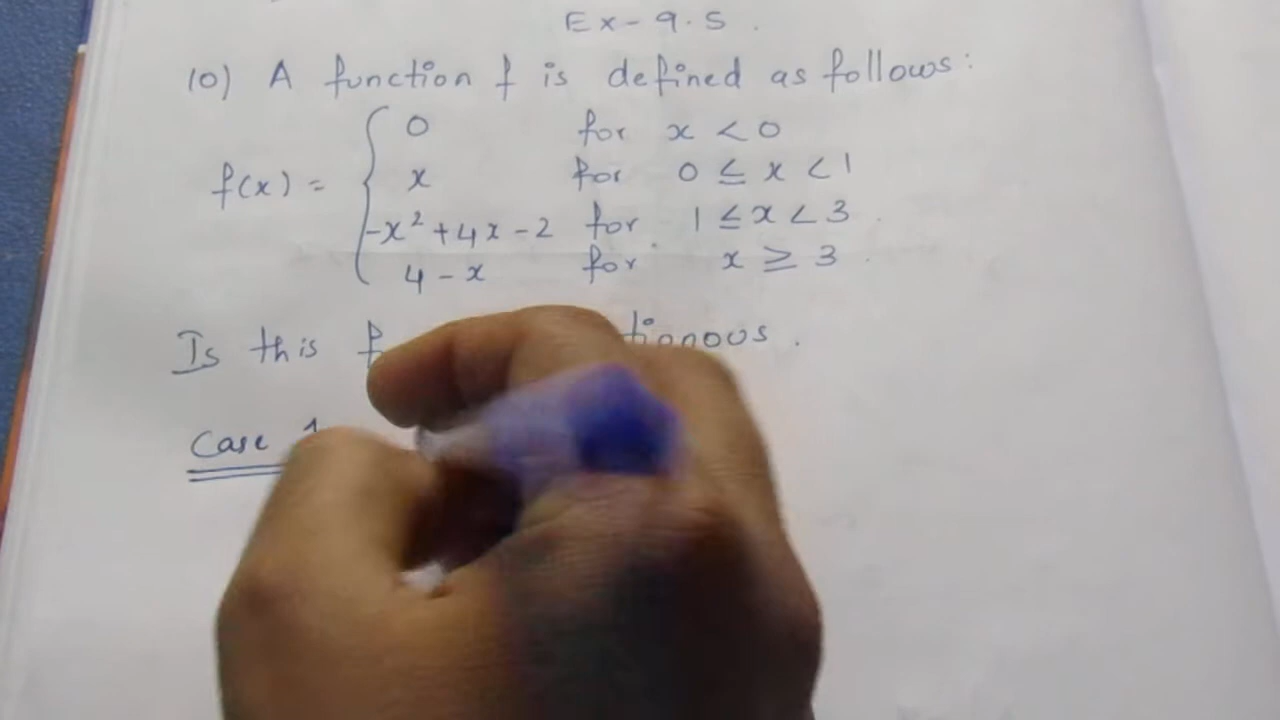 Ex-9.5.
10) A function f is defined as follows:
f(x) = { 0 for x < 0
x for 0 ≤ x < 1
-x²+4x-2 for 1 ≤ x < 3.
4-x for x ≥ 3.
Is this
Case 1